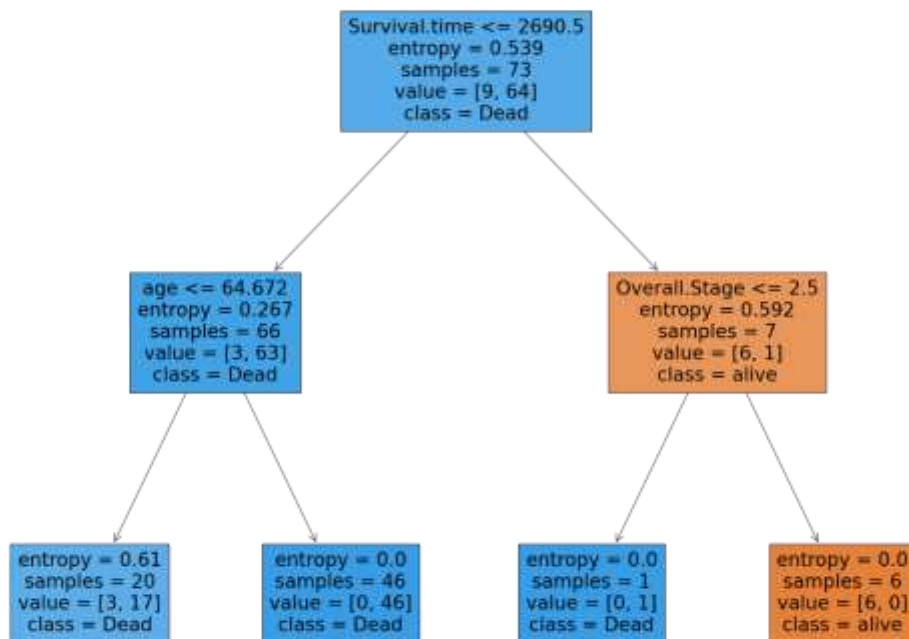 Survival.time <= 2690.5
entropy = 0.539
samples = 73
value = [9, 64]
class = Dead
age <= 64.672
entropy = 0.267
samples = 66
value = [3, 63]
class = Dead
Overall.Stage <= 2.5
entropy = 0.592
samples = 7
value = [6, 1]
class = alive
entropy = 0.61
samples = 20
value = [3, 17]
class = Dead
entropy = 0.0
samples = 46
value = [0, 46]
class = Dead
entropy = 0.0
samples = 1
value = [0, 1]
class = Dead
entropy = 0.0
samples = 6
value = [6, 0]
class = alive